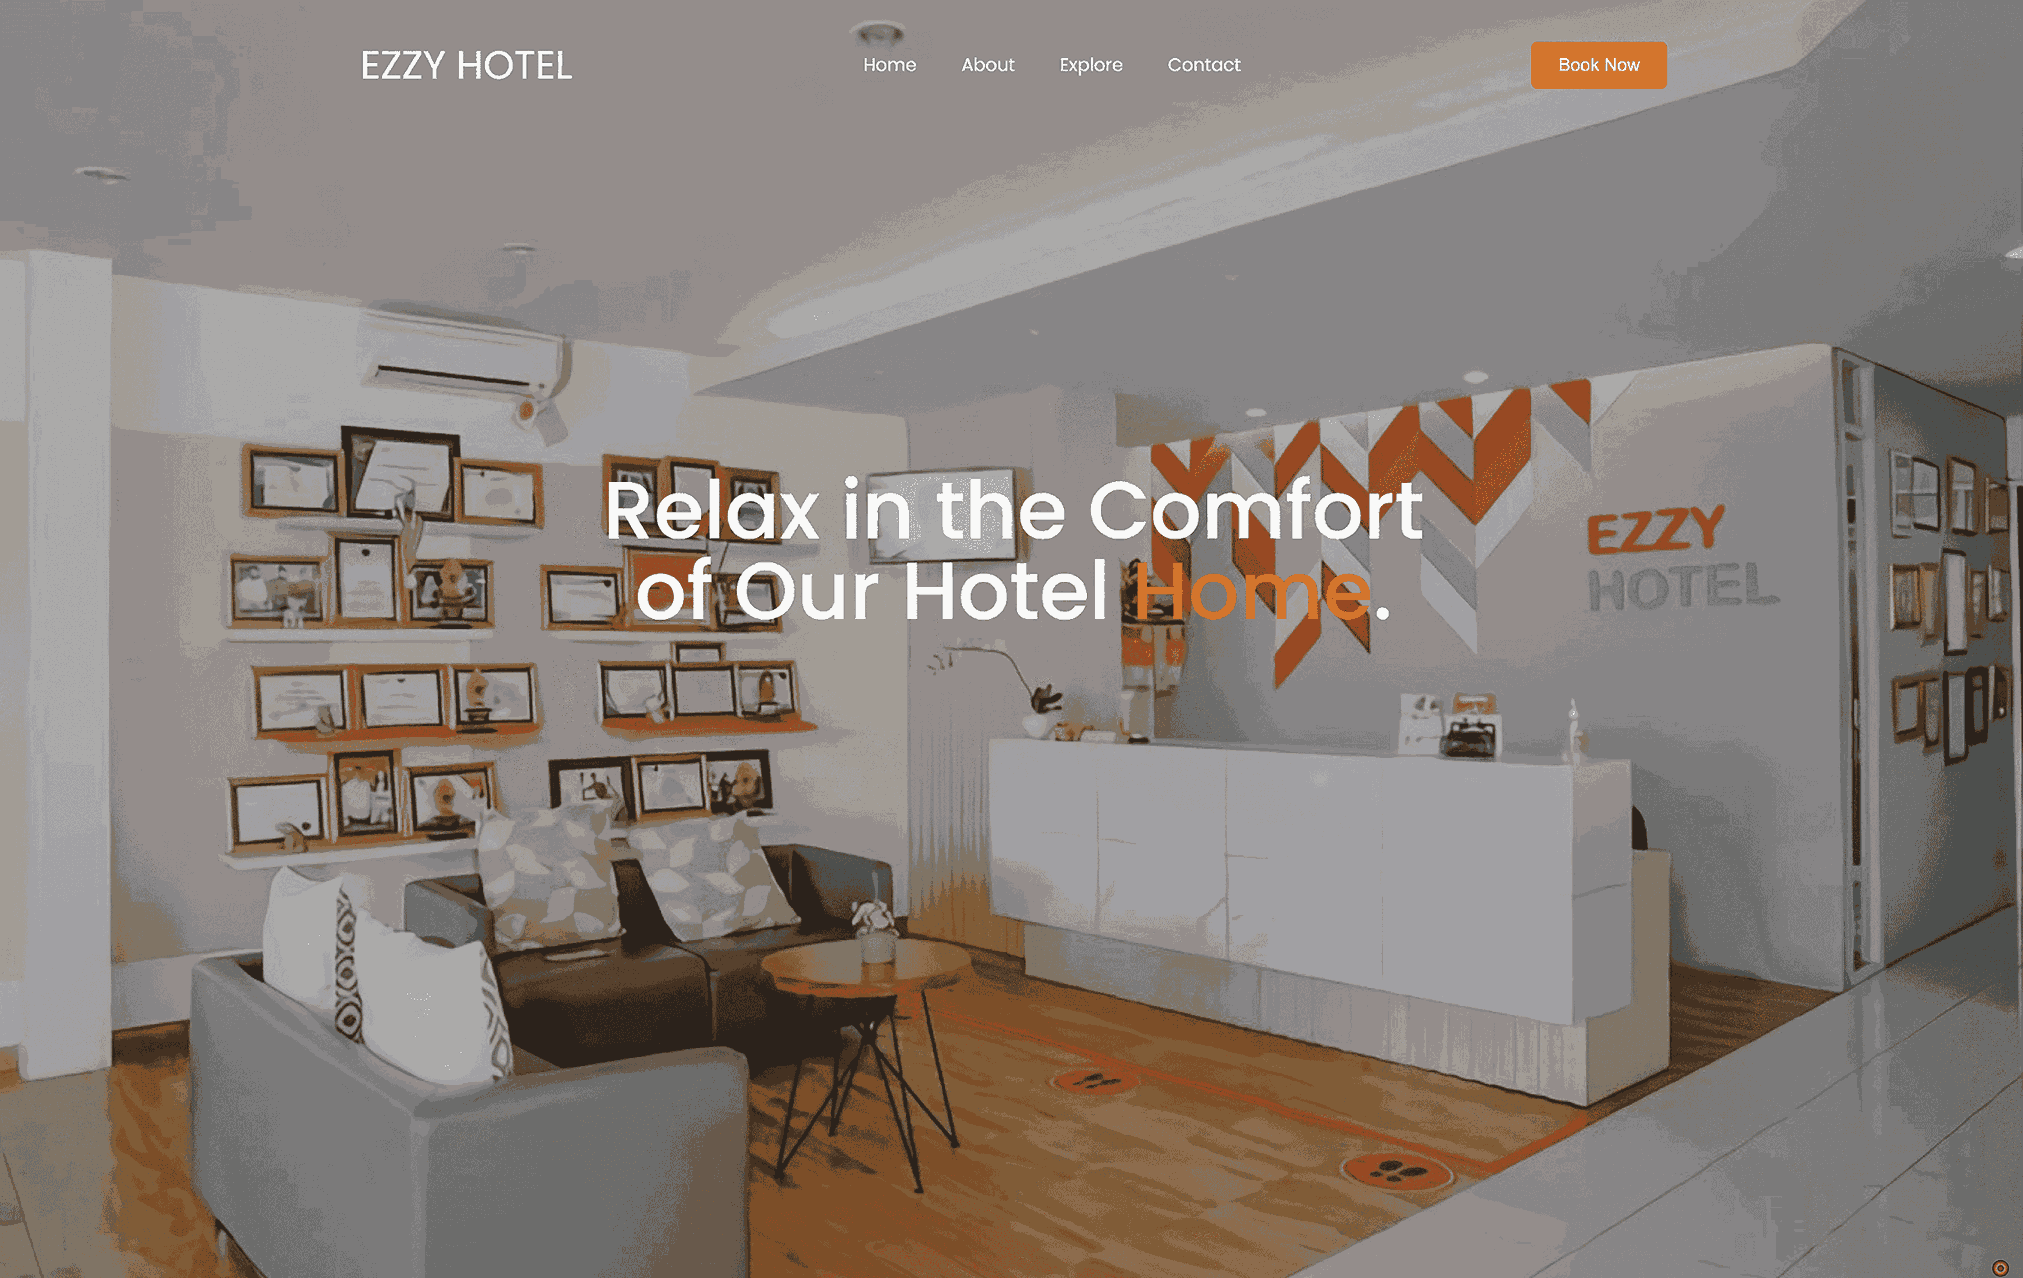 EZZY HOTEL
Home
About
Explore
Contact
Book Now
Relax in the Comfort
of Our Hotel Home.
EZZY
HOTEL